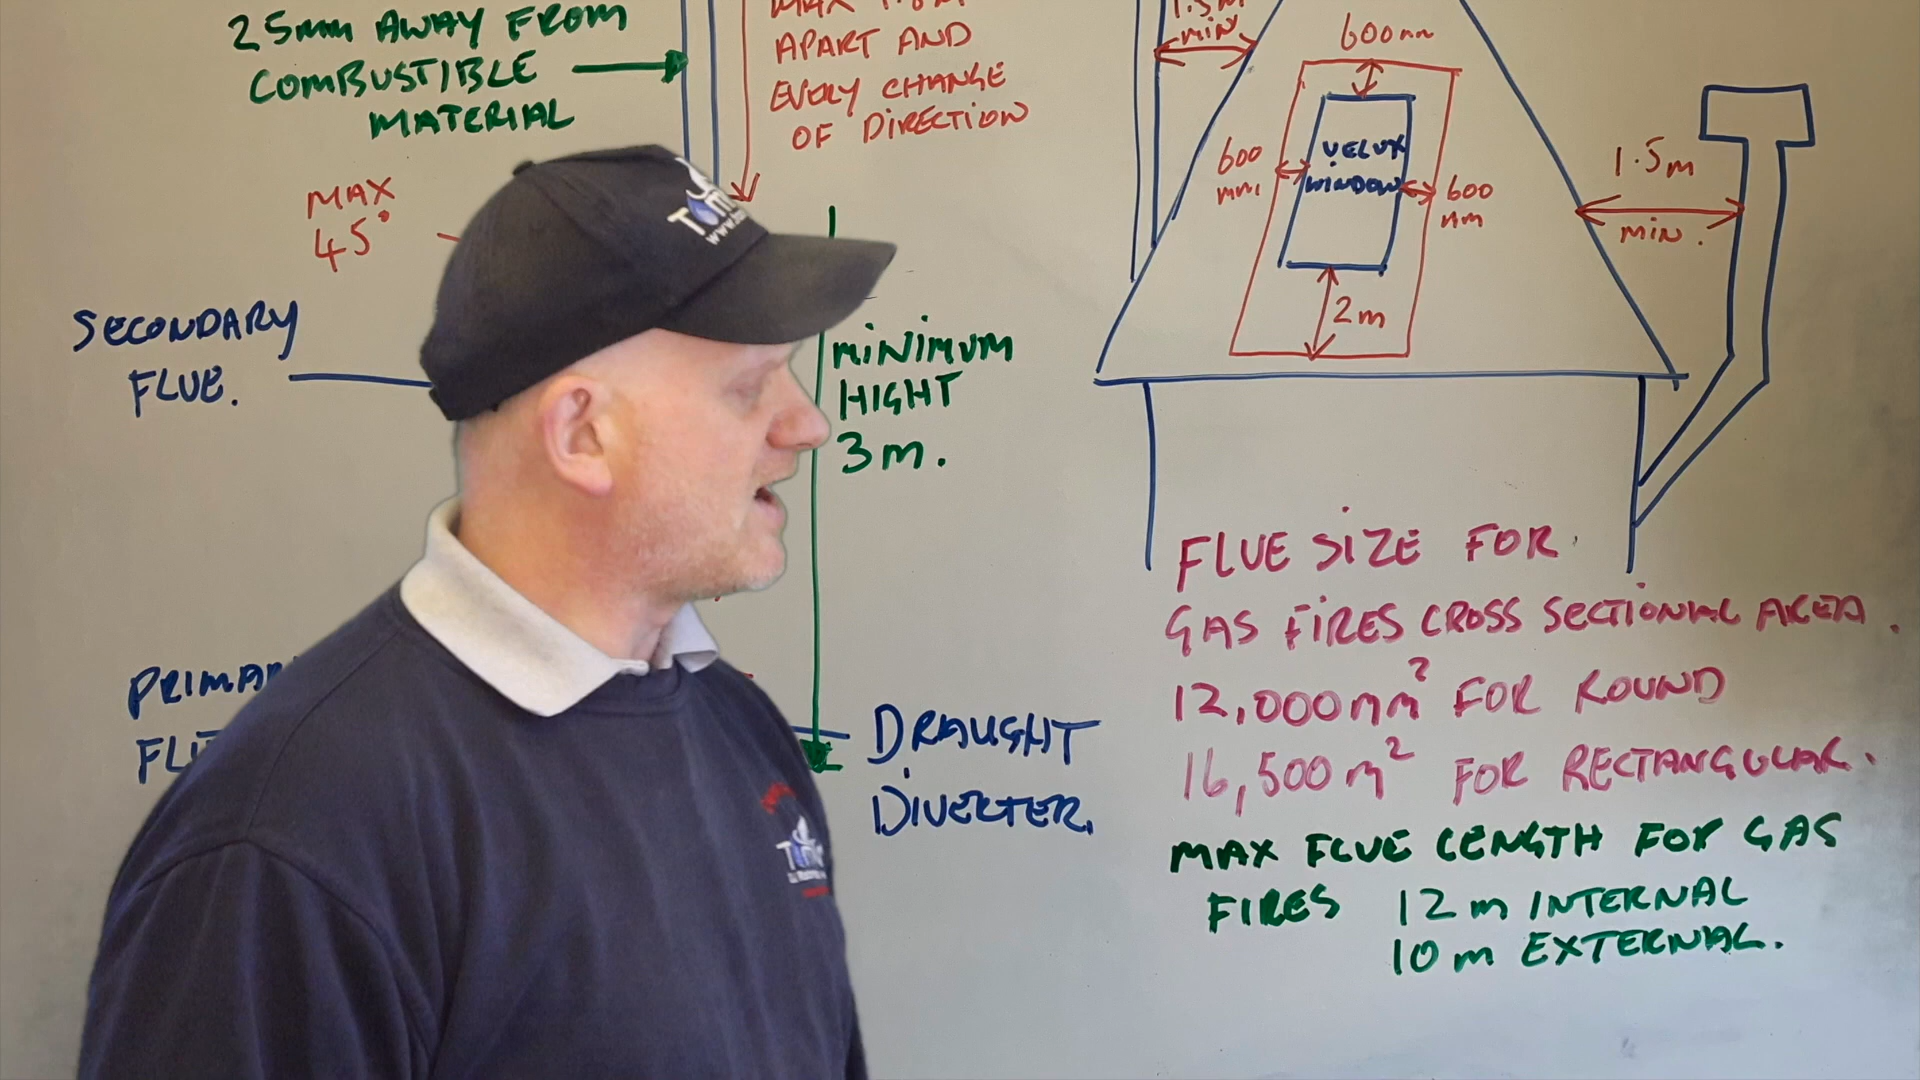 25mm AWAY FROM
COMBUSTIBLE
MATERIAL
APART AND
EVERY CHANGE
OF DIRECTION
MAX
45°
SECONDARY
FLUE.
MiNIMUM
HIGHT
3m.
DRAUGHT
DIVERTER.
1.5m
MIN.
600mm
600
mm
VELUX
WINDOW
600
mm
2m
1.5m
MIN.
FLUE SIZE FOR
GAS FIRES CROSS SECTIONAL AREA.
12,000mm² FOR ROUND
16,500m² FOR RECTANGULAR.
MAX FLUE LENGTH FOR GAS
FIRES 12m INTERNAL
10m EXTERNAL.